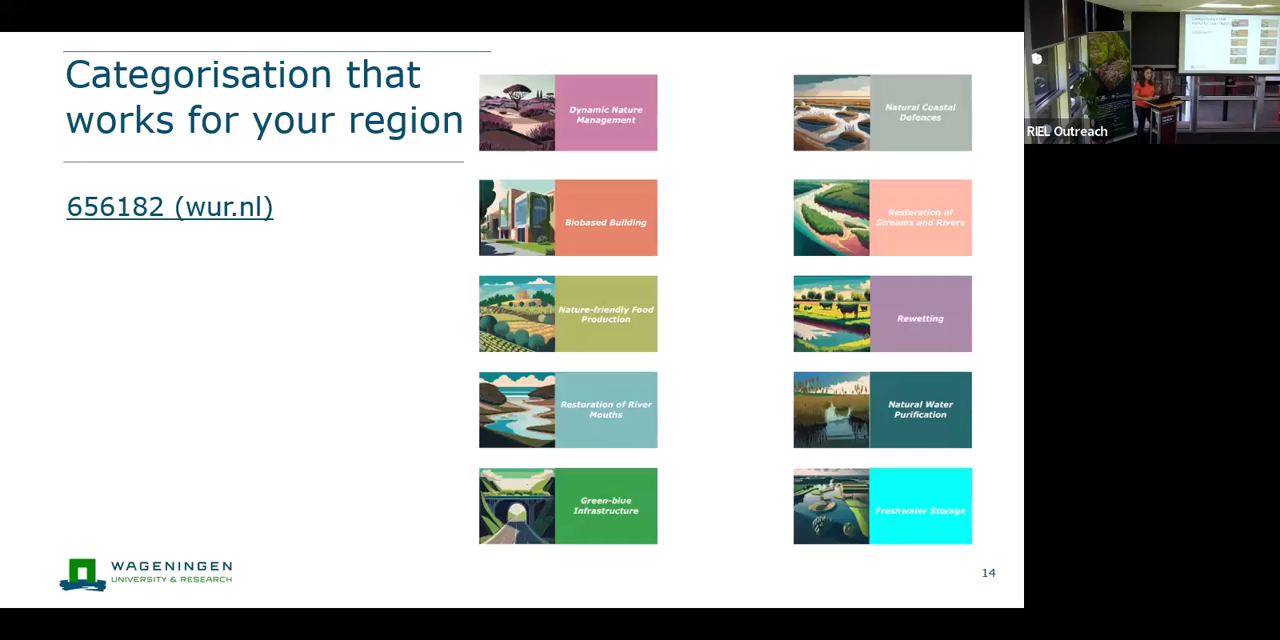 Categorisation that
works for your region
656182 (wur.nl)
Dynamic Nature
Management
Natural Coastal
Defences
Biobased Building
Restoration of
Streams and Rivers
Nature-friendly Food
Production
Rewetting
Restoration of River
Mouths
Natural Water
Purification
Green-blue
Infrastructure
Freshwater Storage
WAGENINGEN
UNIVERSITY & RESEARCH
14
RIEL Outreach